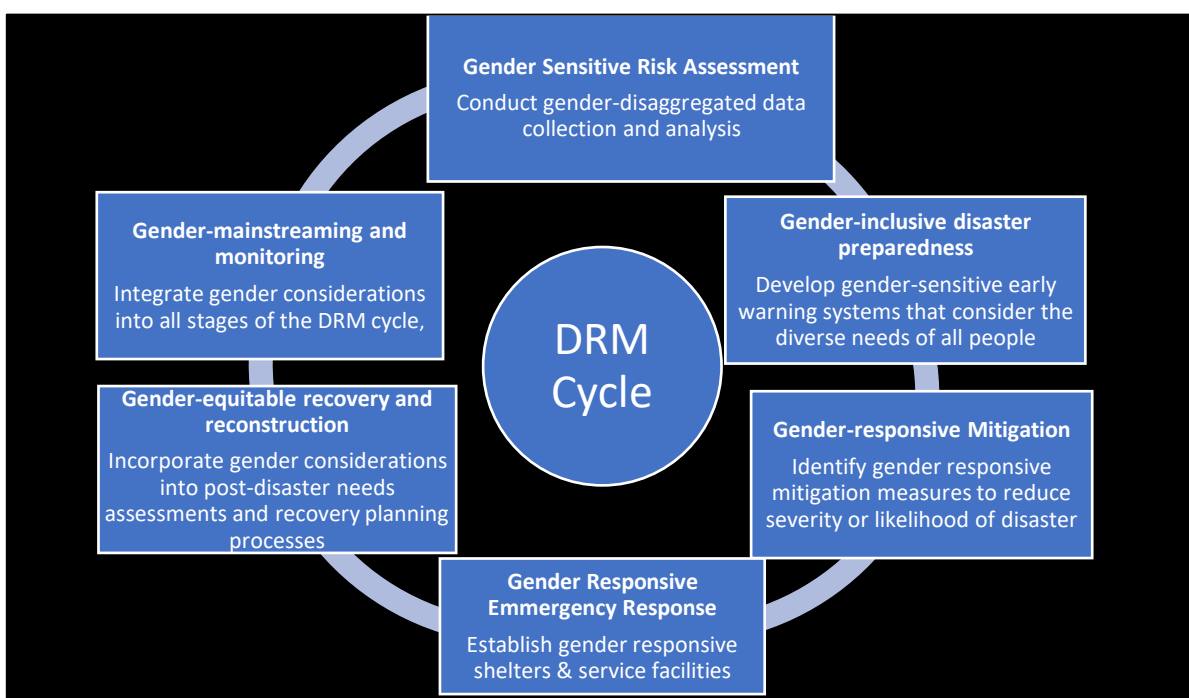 Gender Sensitive Risk Assessment
Conduct gender-disaggregated data
collection and analysis
Gender-inclusive disaster
preparedness
Develop gender-sensitive early
warning systems that consider the
diverse needs of all people
Gender-responsive Mitigation
Identify gender responsive
mitigation measures to reduce
severity or likelihood of disaster
Gender Responsive
Emmergency Response
Establish gender responsive
shelters & service facilities
Gender-equitable recovery and
reconstruction
Incorporate gender considerations
into post-disaster needs
assessments and recovery planning
processes
Gender-mainstreaming and
monitoring
Integrate gender considerations
into all stages of the DRM cycle,
DRM
Cycle